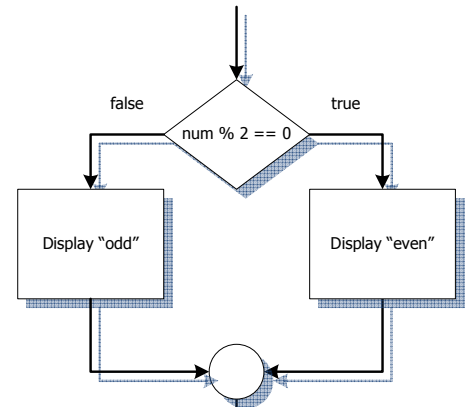 false
true
num % 2 == 0
Display “odd”
Display “even”